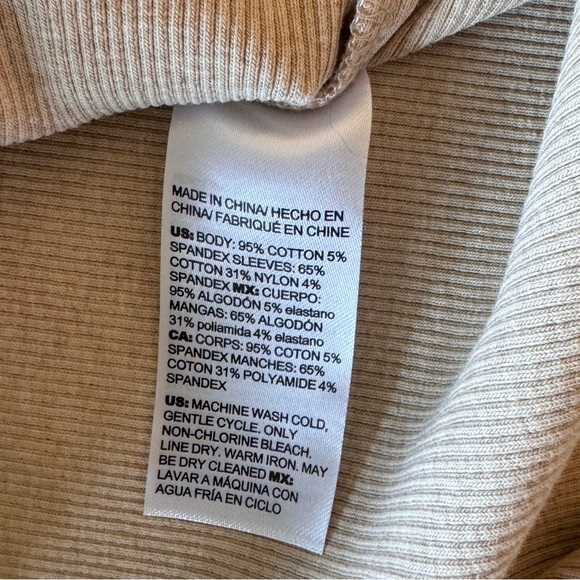 MADE IN CHINA/ HECHO EN
CHINA/ FABRIQUÉ EN CHINE
US: BODY: 95% COTTON 5%
SPANDEX SLEEVES: 65%
COTTON 31% NYLON 4%
SPANDEX MX: CUERPO:
95% ALGODÓN 5% elastano
MANGAS: 65% ALGODÓN
31% poliamida 4% elastano
CA: CORPS: 95% COTON 5%
SPANDEX MANCHES: 65%
COTON 31% POLYAMIDE 4%
SPANDEX
US: MACHINE WASH COLD,
GENTLE CYCLE. ONLY
NON-CHLORINE BLEACH.
LINE DRY. WARM IRON. MAY
BE DRY CLEANED MX:
LAVAR A MÁQUINA CON
AGUA FRÍA EN CICLO